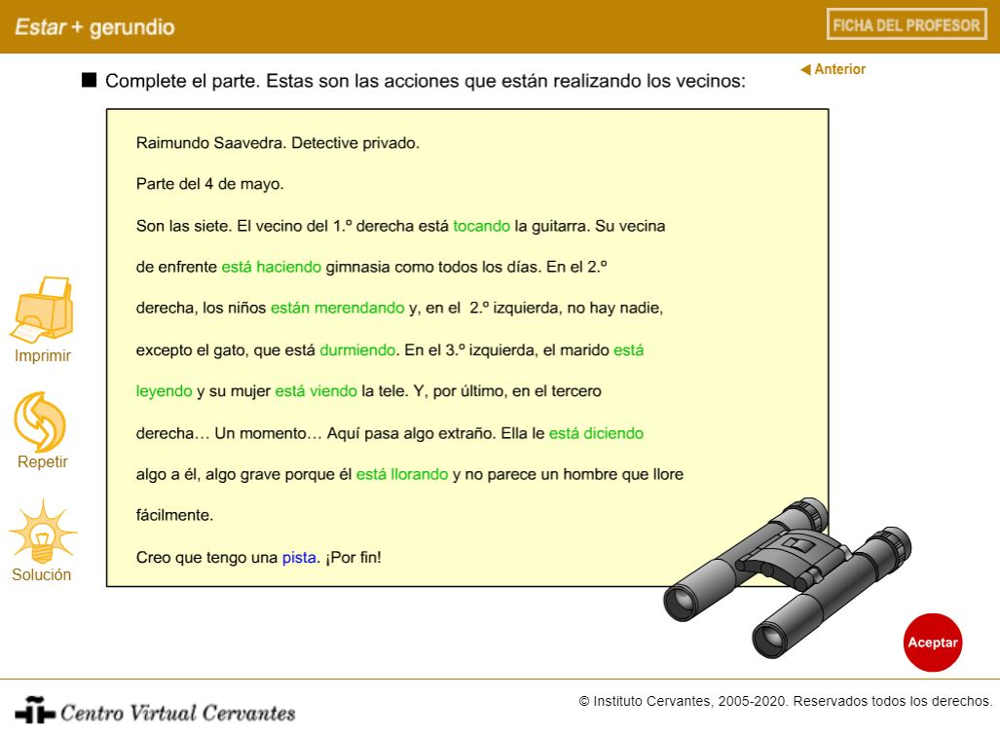 Estar + gerundio
FICHA DEL PROFESOR
Anterior
Complete el parte. Estas son las acciones que están realizando los vecinos:
Raimundo Saavedra. Detective privado.
Parte del 4 de mayo.
Son las siete. El vecino del 1.º derecha está tocando la guitarra. Su vecina
de enfrente está haciendo gimnasia como todos los días. En el 2.º
derecha, los niños están merendando y, en el 2.º izquierda, no hay nadie,
excepto el gato, que está durmiendo. En el 3.º izquierda, el marido está
leyendo y su mujer está viendo la tele. Y, por último, en el tercero
derecha… Un momento… Aquí pasa algo extraño. Ella le está diciendo
algo a él, algo grave porque él está llorando y no parece un hombre que llore
fácilmente.
Creo que tengo una pista. ¡Por fin!
Imprimir
Repetir
Solución
Aceptar
Centro Virtual Cervantes
© Instituto Cervantes, 2005-2020. Reservados todos los derechos.